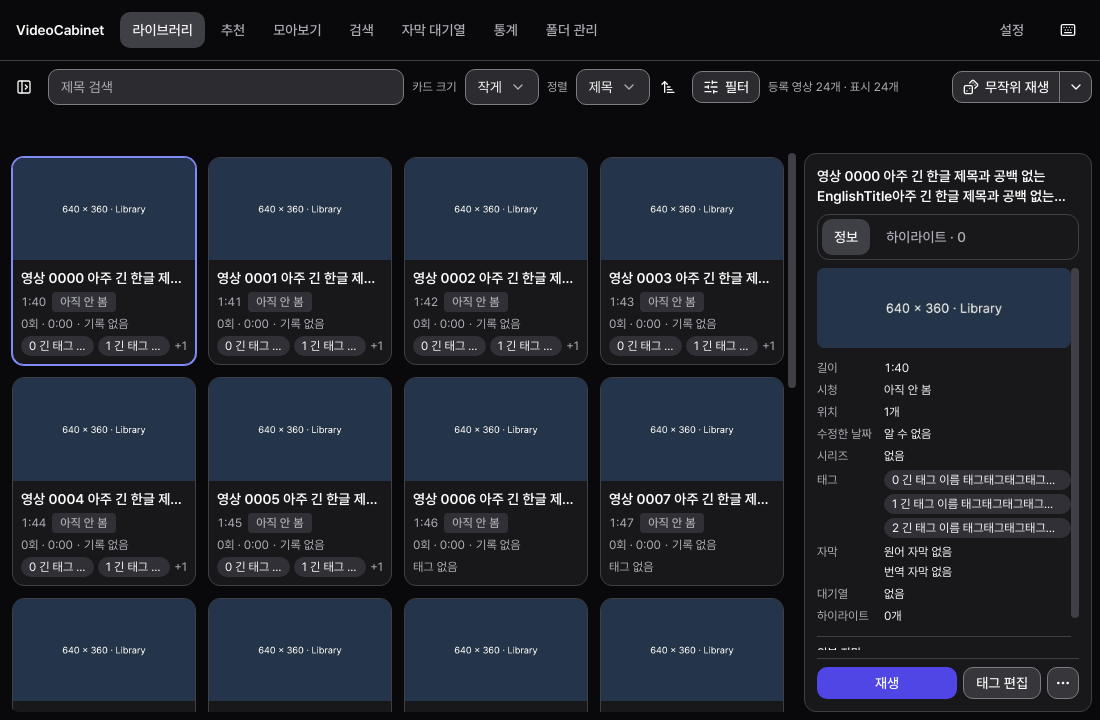 VideoCabinet 라이브러리 추천 모아보기 검색 자막 대기열 통계 폴더 관리 설정
제목 검색 카드 크기 작게 정렬 제목 필터 등록 영상 24개 · 표시 24개 무작위 재생
640 × 360 · Library
영상 0000 아주 긴 한글 제...
1:40 아직 안 봄
0회 · 0:00 · 기록 없음
0 긴 태그 ... 1 긴 태그 ... +1
640 × 360 · Library
영상 0001 아주 긴 한글 제...
1:41 아직 안 봄
0회 · 0:00 · 기록 없음
0 긴 태그 ... 1 긴 태그 ... +1
640 × 360 · Library
영상 0002 아주 긴 한글 제...
1:42 아직 안 봄
0회 · 0:00 · 기록 없음
0 긴 태그 ... 1 긴 태그 ... +1
640 × 360 · Library
영상 0003 아주 긴 한글 제...
1:43 아직 안 봄
0회 · 0:00 · 기록 없음
0 긴 태그 ... 1 긴 태그 ... +1
640 × 360 · Library
영상 0004 아주 긴 한글 제...
1:44 아직 안 봄
0회 · 0:00 · 기록 없음
0 긴 태그 ... 1 긴 태그 ... +1
640 × 360 · Library
영상 0005 아주 긴 한글 제...
1:45 아직 안 봄
0회 · 0:00 · 기록 없음
0 긴 태그 ... 1 긴 태그 ... +1
640 × 360 · Library
영상 0006 아주 긴 한글 제...
1:46 아직 안 봄
0회 · 0:00 · 기록 없음
태그 없음
640 × 360 · Library
영상 0007 아주 긴 한글 제...
1:47 아직 안 봄
0회 · 0:00 · 기록 없음
태그 없음
640 × 360 · Library
640 × 360 · Library
640 × 360 · Library
640 × 360 · Library
영상 0000 아주 긴 한글 제목과 공백 없는
EnglishTitle아주 긴 한글 제목과 공백 없는...
정보 하이라이트 · 0
640 × 360 · Library
길이 1:40
시청 아직 안 봄
위치 1개
수정한 날짜 알 수 없음
시리즈 없음
태그 0 긴 태그 이름 태그태그태그태그...
1 긴 태그 이름 태그태그태그태그...
2 긴 태그 이름 태그태그태그태그...
자막 원어 자막 없음
번역 자막 없음
대기열 없음
하이라이트 0개
재생 태그 편집